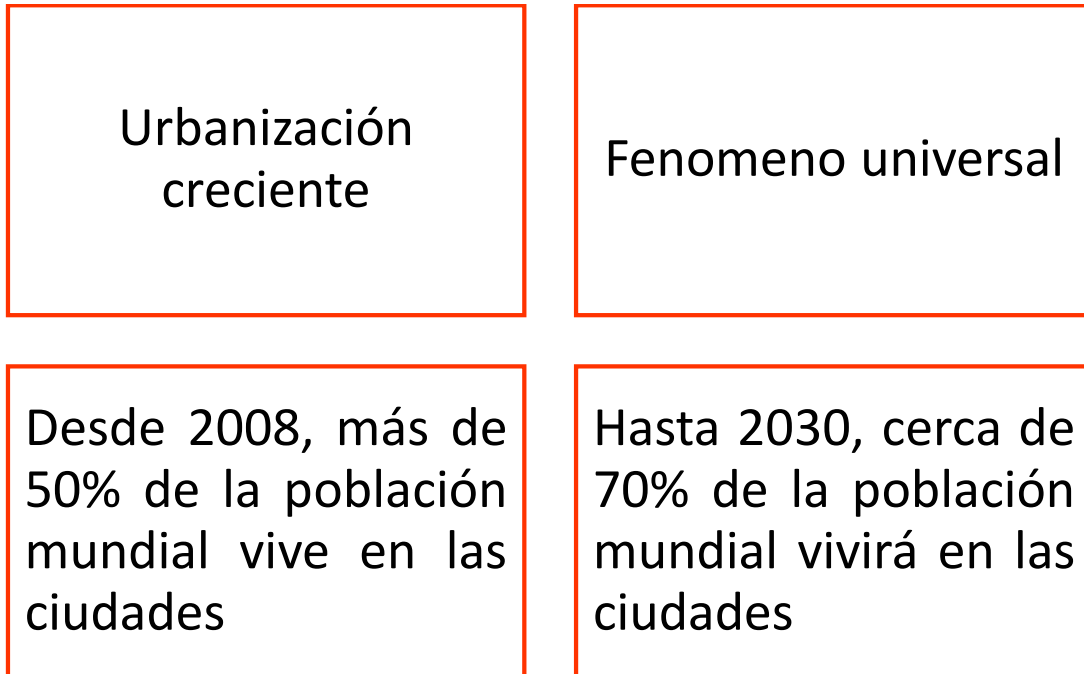 Urbanización
creciente
Fenomeno universal
Desde 2008, más de
50% de la población
mundial vive en las
ciudades
Hasta 2030, cerca de
70% de la población
mundial vivirá en las
ciudades